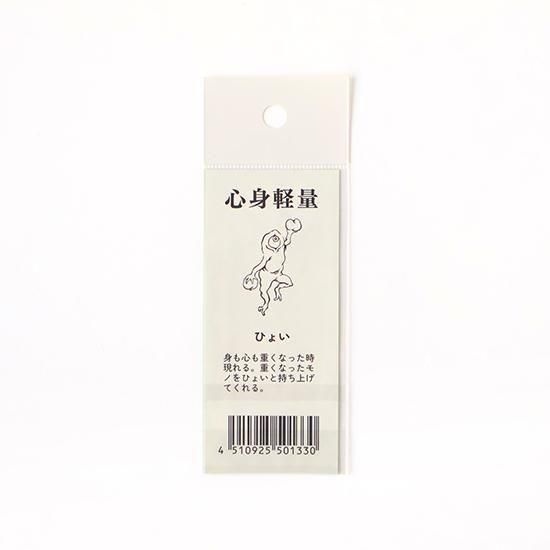 心身軽量
ひょい
身も心も重くなった時
現れる。重くなったモ
ノをひょいと持ち上げ
てくれる。
4 510925 501330